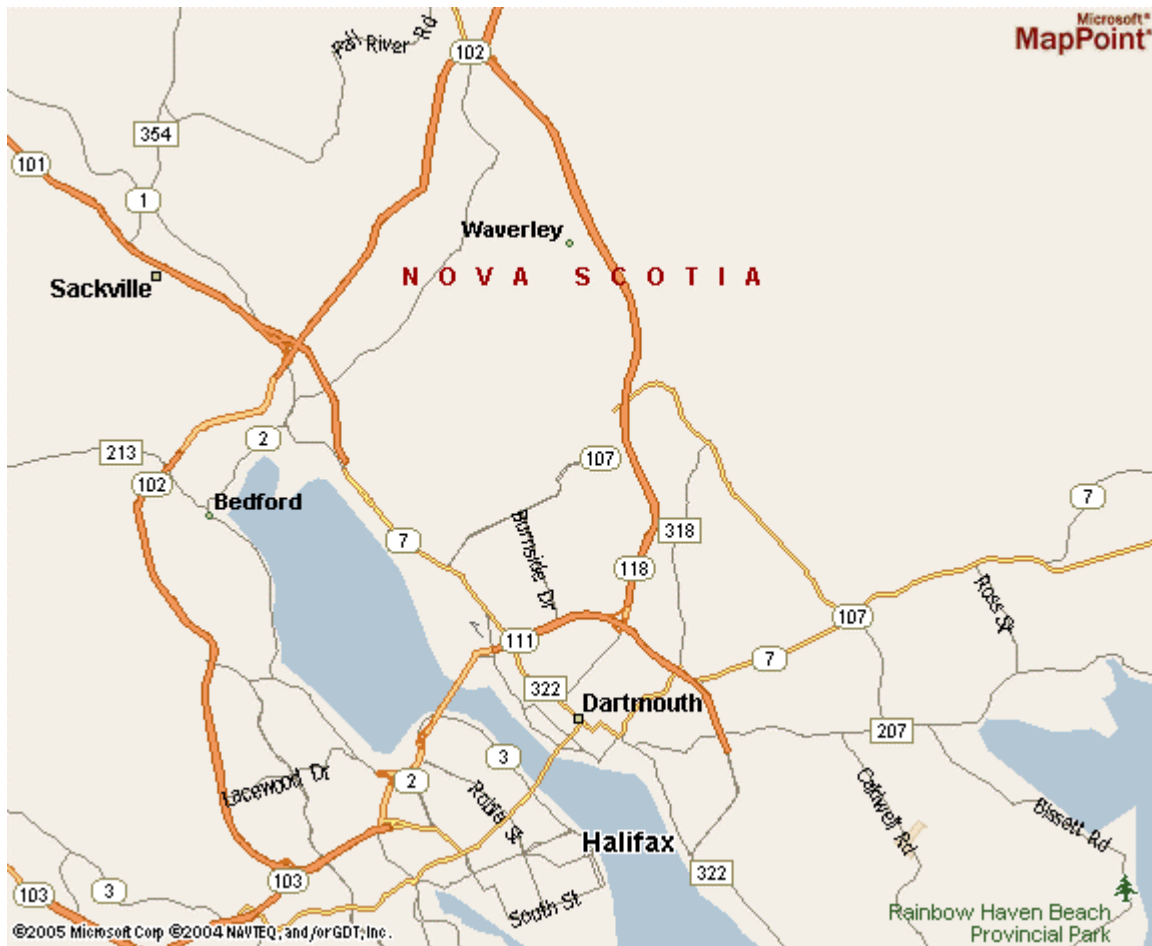 Microsoft®
MapPoint®
Fall River Rd
102
354
101
1
Waverley
NOVA SCOTIA
Sackville
2
213
107
102
7
Bedford
318
7
Burnside Dr
118
Ross St
107
111
7
322
Dartmouth
207
3
2
Lacewood Dr
Robie St
Caldwell Rd
Bissett Rd
Halifax
322
103
3
103
South St
Rainbow Haven Beach
Provincial Park
©2005 Microsoft Corp ©2004 NAVTEQ, and/or GDT, Inc.